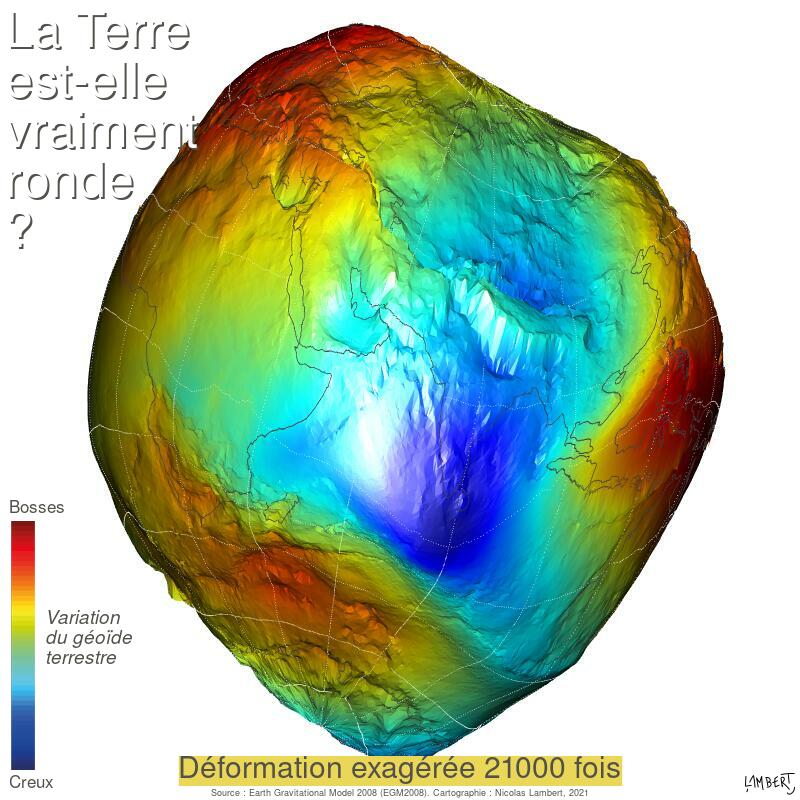 La Terre
est-elle
vraiment
ronde
?
Bosses
Variation
du géoïde
terrestre
Creux
Déformation exagérée 21000 fois
Source : Earth Gravitational Model 2008 (EGM2008). Cartographie : Nicolas Lambert, 2021
LAMBERT